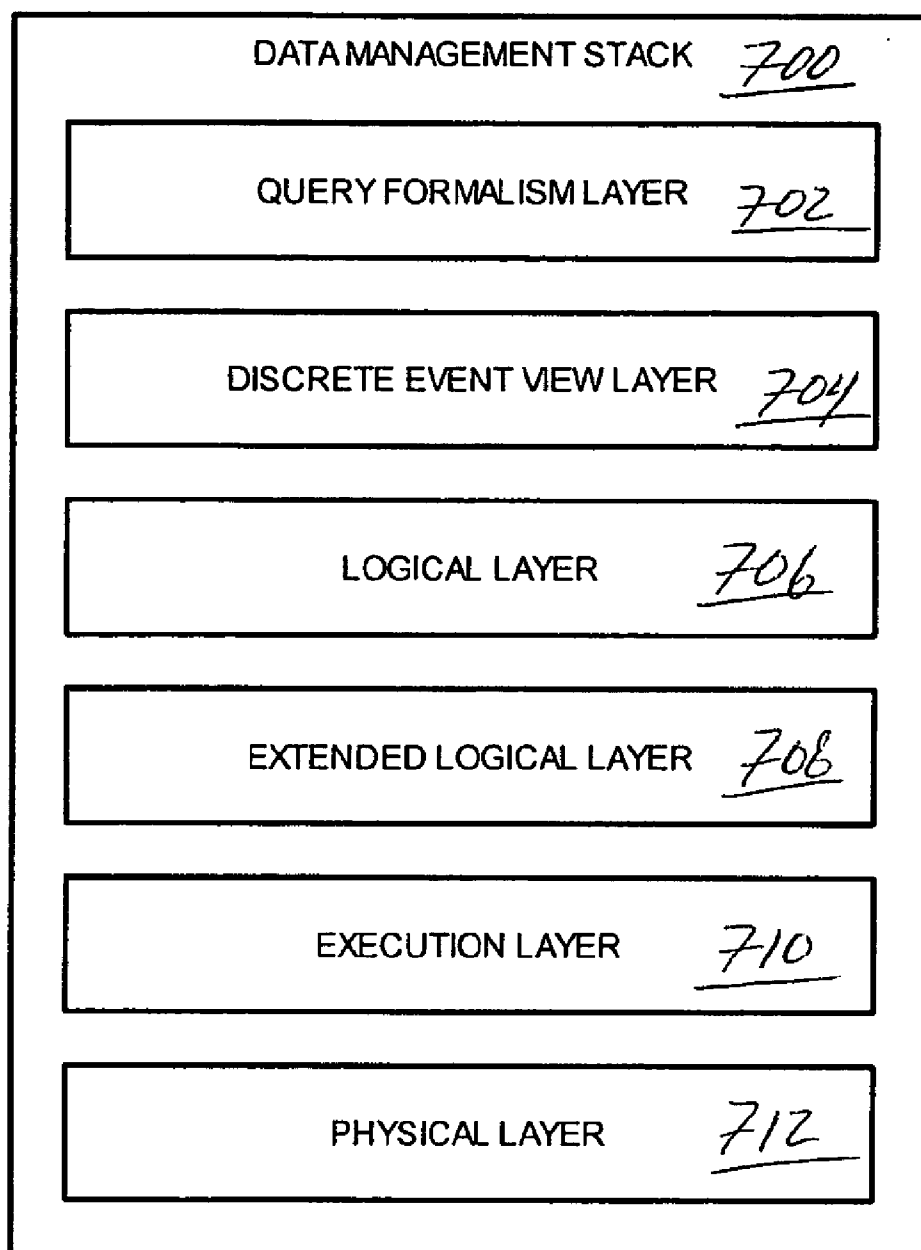 DATA MANAGEMENT STACK 700
QUERY FORMALISM LAYER 702
DISCRETE EVENT VIEW LAYER 704
LOGICAL LAYER 706
EXTENDED LOGICAL LAYER 708
EXECUTION LAYER 710
PHYSICAL LAYER 712